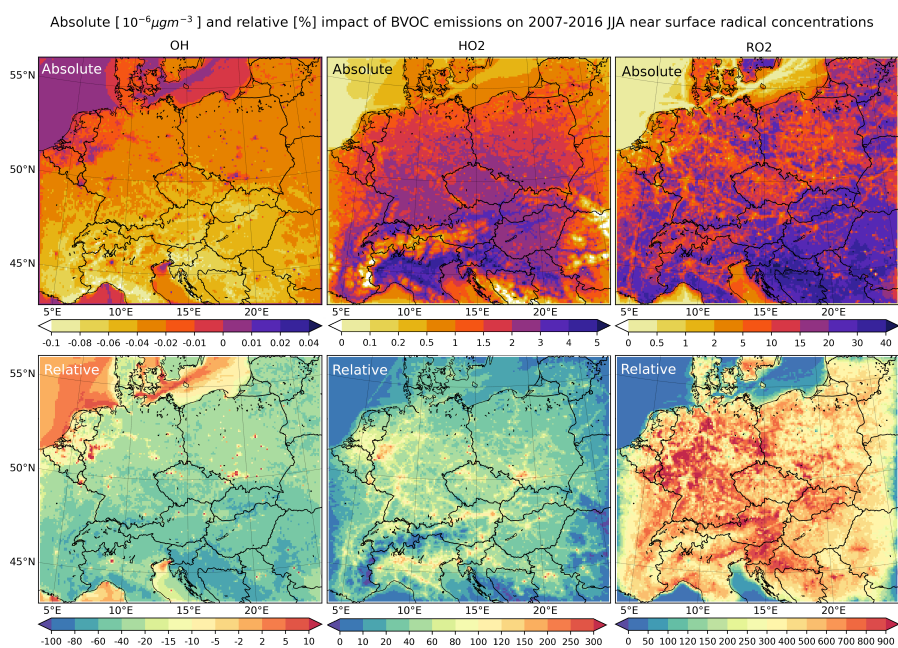 Absolute [ 10⁻⁶μgm⁻³ ] and relative [%] impact of BVOC emissions on 2007-2016 JJA near surface radical concentrations
OH HO2 RO2
Absolute Absolute Absolute
55°N
50°N
45°N
5°E 10°E 15°E 20°E 5°E 10°E 15°E 20°E 5°E 10°E 15°E 20°E
-0.1 -0.08 -0.06 -0.04 -0.02 -0.01 0 0.01 0.02 0.04 0 0.1 0.2 0.5 1 2 3 4 5 0 0.5 1 5 10 15 20 30 40
Relative Relative Relative
55°N
50°N
45°N
5°E 10°E 15°E 20°E 5°E 10°E 15°E 20°E 5°E 10°E 15°E 20°E
-100 -80 -60 -40 -20 -15 -10 -5 -2 2 5 10 0 10 20 40 60 80 100 120 150 200 250 300 0 50 100 120 150 200 300 400 500 600 700 800 900